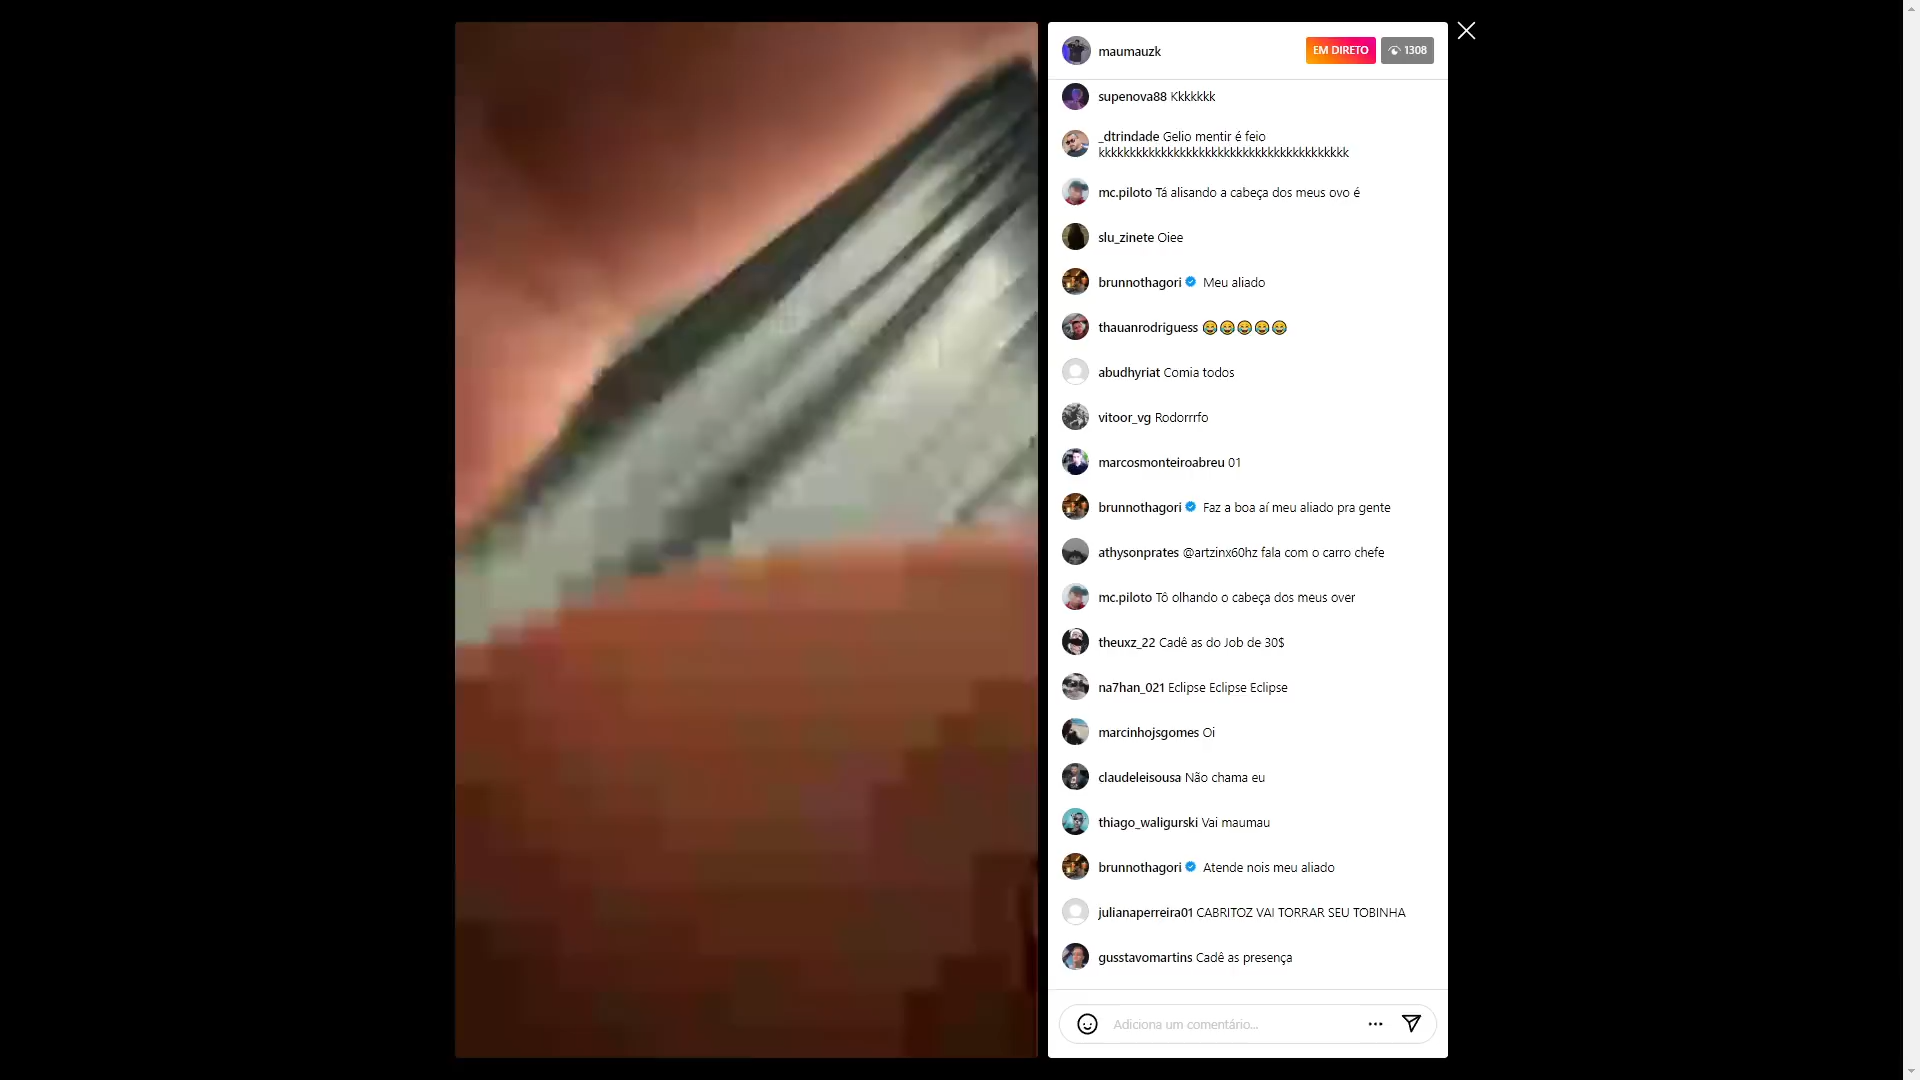 maumauzk
EM DIRETO
1308
supenova88 Kkkkkkk
_dtrindade Gelio mentir é feio
kkkkkkkkkkkkkkkkkkkkkkkkkkkkkkkkkkkkkkkk
mc.piloto Tá alisando a cabeça dos meus ovo é
slu_zinete Oiee
brunnothagori Meu aliado
thauanrodriguess 😂😂😂😂😂
abudhyriat Comia todos
vitoor_vg Rodorrrfo
marcosmonteiroabreu 01
brunnothagori Faz a boa aí meu aliado pra gente
athysonprates @artzinx60hz fala com o carro chefe
mc.piloto Tô olhando o cabeça dos meus over
theuxz_22 Cadê as do Job de 30$
na7han_021 Eclipse Eclipse Eclipse
marcinhojsgomes Oi
claudeleisousa Não chama eu
thiago_waligurski Vai maumau
brunnothagori Atende nois meu aliado
julianaperreira01 CABRITOZ VAI TORRAR SEU TOBINHA
gusstavomartins Cadê as presença
Adiciona um comentário...